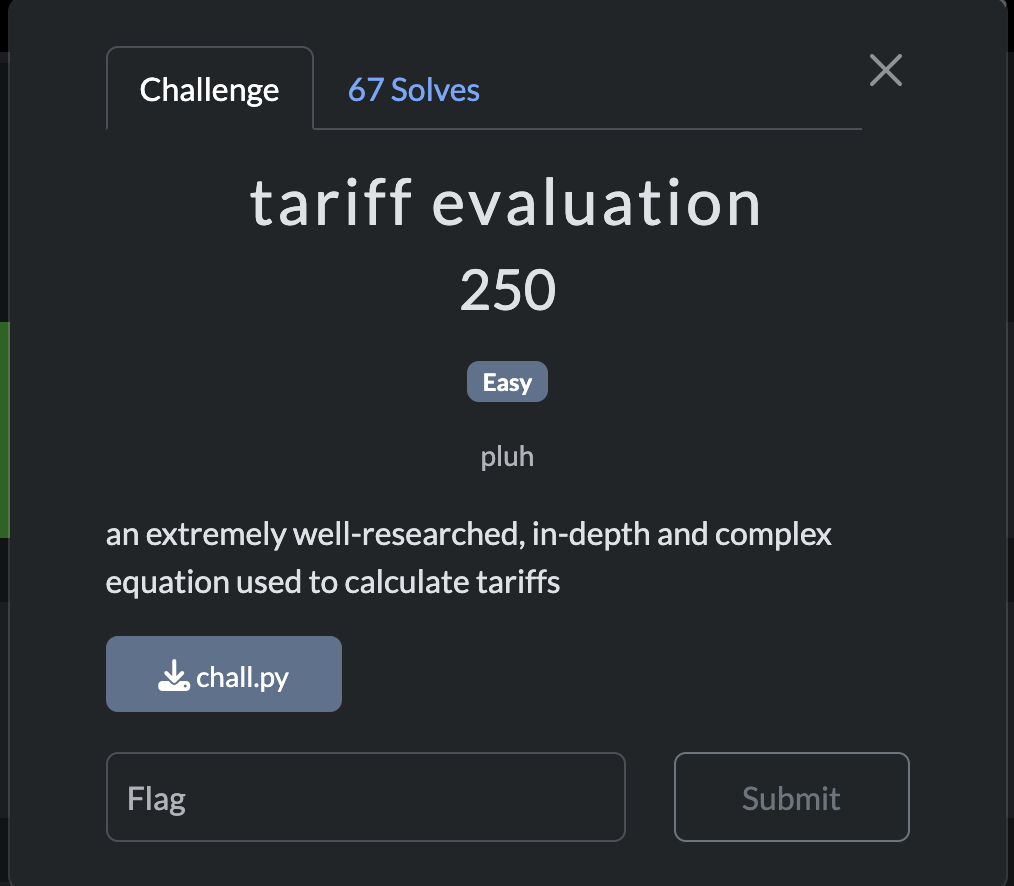 Challenge
67 Solves
tariff evaluation
250
Easy
pluh
an extremely well-researched, in-depth and complex
equation used to calculate tariffs
chall.py
Flag
Submit